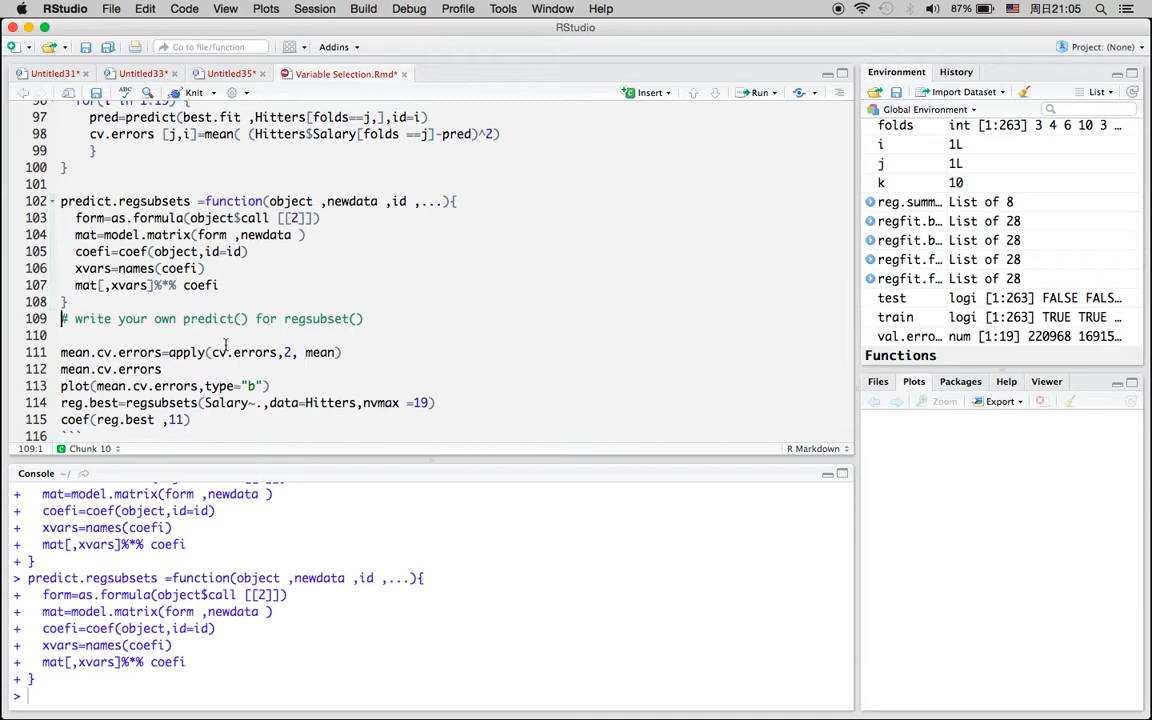 RStudio File Edit Code View Plots Session Build Debug Profile Tools Window Help 87% 周日21:05
RStudio
Go to file/function Addins Project: (None)
Untitled31* Untitled33* Untitled35* Variable Selection.Rmd*
Knit Insert Run
97 pred=predict(best.fit ,Hitters[folds==j,],id=i)
98 cv.errors [j,i]=mean( (Hitters$Salary[folds ==j]-pred)^2)
99 }
100 }
101
102 predict.regsubsets =function(object ,newdata ,id ,...){
103 form=as.formula(object$call [[2]])
104 mat=model.matrix(form ,newdata )
105 coefi=coef(object,id=id)
106 xvars=names(coefi)
107 mat[,xvars]%*% coefi
108 }
109 # write your own predict() for regsubset()
110
111 mean.cv.errors=apply(cv.errors,2, mean)
112 mean.cv.errors
113 plot(mean.cv.errors,type="b")
114 reg.best=regsubsets(Salary~.,data=Hitters,nvmax =19)
115 coef(reg.best ,11)
116 ```
109:1 Chunk 10 R Markdown
Console ~/
+ mat=model.matrix(form ,newdata )
+ coefi=coef(object,id=id)
+ xvars=names(coefi)
+ mat[,xvars]%*% coefi
+ }
> predict.regsubsets =function(object ,newdata ,id ,...){
+ form=as.formula(object$call [[2]])
+ mat=model.matrix(form ,newdata )
+ coefi=coef(object,id=id)
+ xvars=names(coefi)
+ mat[,xvars]%*% coefi
+ }
>
Environment History
Import Dataset List
Global Environment
folds int [1:263] 3 4 6 10 3 …
i 1L
j 1L
k 10
reg.summ… List of 8
regfit.b… List of 28
regfit.b… List of 28
regfit.f… List of 28
regfit.f… List of 28
test logi [1:263] FALSE FALS…
train logi [1:263] TRUE TRUE …
val.erro… num [1:19] 220968 16915…
Functions
Files Plots Packages Help Viewer
Zoom Export